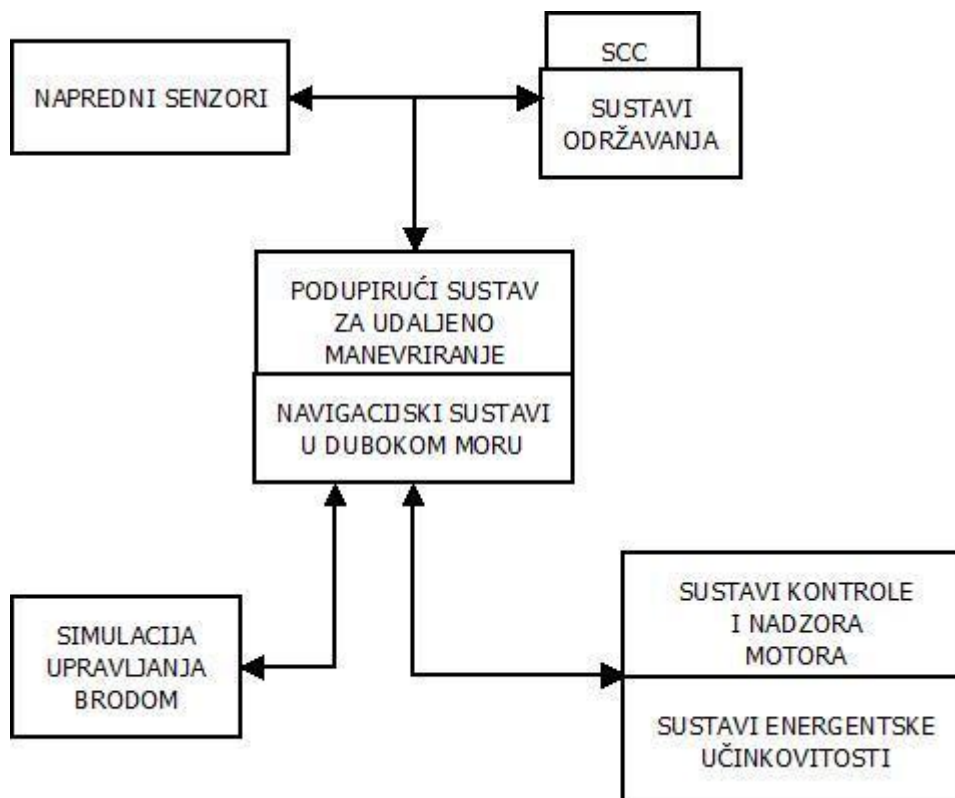 NAPREDNI SENZORI
SCC
SUSTAVI
ODRŽAVANJA
PODUPIRUĆI SUSTAV
ZA UDALJENO
MANEVRIRANJE
NAVIGACIJSKI SUSTAVI
U DUBOKOM MORU
SIMULACIJA
UPRAVLJANJA
BRODOM
SUSTAVI KONTROLE
I NADZORA
MOTORA
SUSTAVI ENERGENTSKE
UČINKOVITOSTI